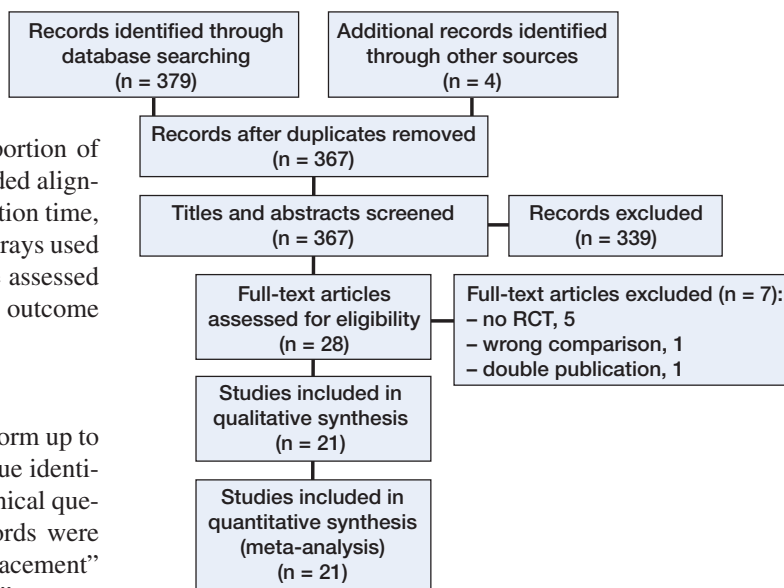 Records identified through
database searching
(n = 379)
Additional records identified
through other sources
(n = 4)
Records after duplicates removed
(n = 367)
Titles and abstracts screened
(n = 367)
Records excluded
(n = 339)
Full-text articles
assessed for eligibility
(n = 28)
Full-text articles excluded (n = 7):
– no RCT, 5
– wrong comparison, 1
– double publication, 1
Studies included in
qualitative synthesis
(n = 21)
Studies included in
quantitative synthesis
(meta-analysis)
(n = 21)
portion of
ded align-
tion time,
rays used
assessed
outcome
orm up to
ue identi-
nical que-
ords were
acement”